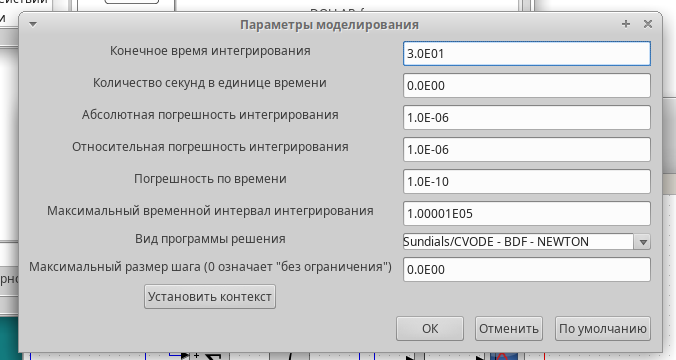 действий
и
Параметры моделирования
Конечное время интегрирования 3.0E01
Количество секунд в единице времени 0.0E00
Абсолютная погрешность интегрирования 1.0E-06
Относительная погрешность интегрирования 1.0E-06
Погрешность по времени 1.0E-10
Максимальный временной интервал интегрирования 1.00001E05
Вид программы решения Sundials/CVODE - BDF - NEWTON
Максимальный размер шага (0 означает "без ограничения") 0.0E00
Установить контекст
ОК Отменить По умолчанию